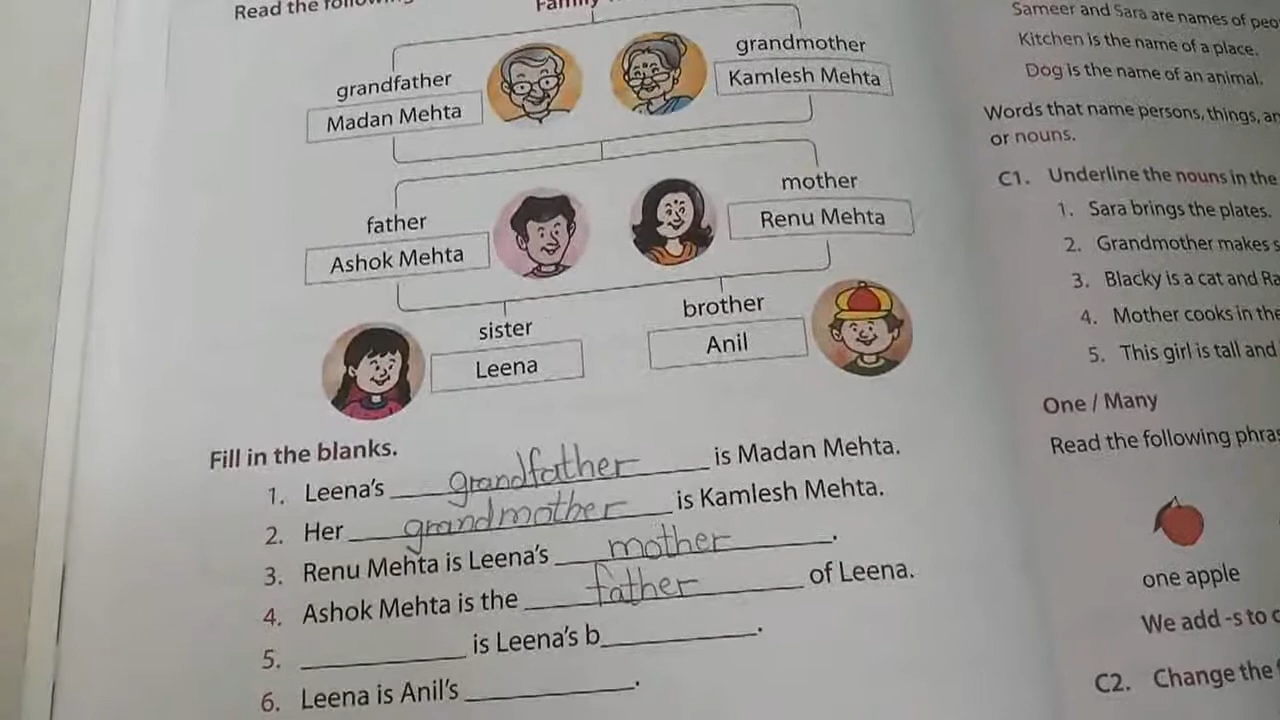 Read the
Family
grandfather
Madan Mehta
grandmother
Kamlesh Mehta
father
Ashok Mehta
mother
Renu Mehta
sister
Leena
brother
Anil
Fill in the blanks.
1. Leena's grandfather is Madan Mehta.
2. Her grandmother is Kamlesh Mehta.
3. Renu Mehta is Leena's mother.
4. Ashok Mehta is the father of Leena.
5. ________ is Leena's b________.
6. Leena is Anil's ________.
Sameer and Sara are names of
Kitchen is the name of a place.
Dog is the name of an animal.
Words that name persons, things,
or nouns.
C1. Underline the nouns in the
1. Sara brings the plates.
2. Grandmother makes
3. Blacky is a cat and
4. Mother cooks in the
5. This girl is tall and
One / Many
Read the following
one apple
We add -s to
C2. Change the